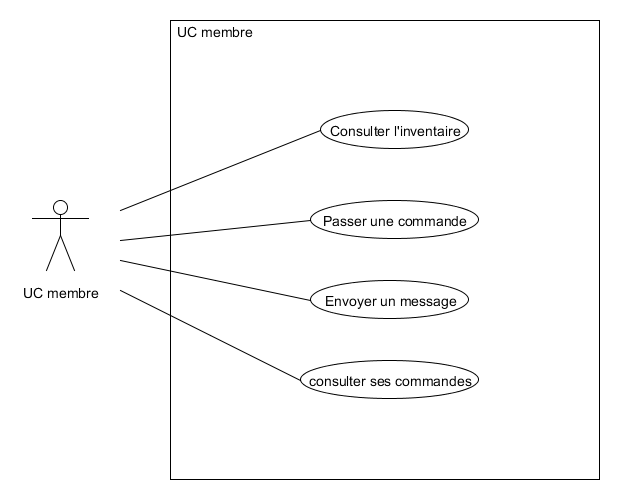 UC membre
Consulter l'inventaire
Passer une commande
UC membre
Envoyer un message
consulter ses commandes